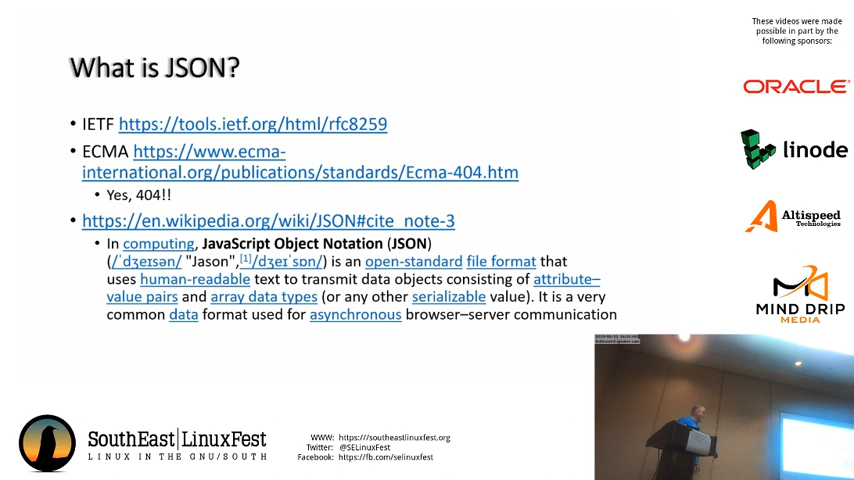 What is JSON?
• IETF https://tools.ietf.org/html/rfc8259
• ECMA https://www.ecma-
international.org/publications/standards/Ecma-404.htm
• Yes, 404!!
• https://en.wikipedia.org/wiki/JSON#cite_note-3
• In computing, JavaScript Object Notation (JSON)
(/ˈdʒeɪsən/ "Jason",[1]/dʒeɪˈsɒn/) is an open-standard file format that
uses human-readable text to transmit data objects consisting of attribute–
value pairs and array data types (or any other serializable value). It is a very
common data format used for asynchronous browser–server communication
These videos were made
possible in part by the
following sponsors:
ORACLE®
linode
Altispeed
Technologies
MIND DRIP
MEDIA
SouthEast|LinuxFest
LINUX IN THE GNU/SOUTH
WWW: https:///southeastlinuxfest.org
Twitter: @SELinuxFest
Facebook: https://fb.com/selinuxfest